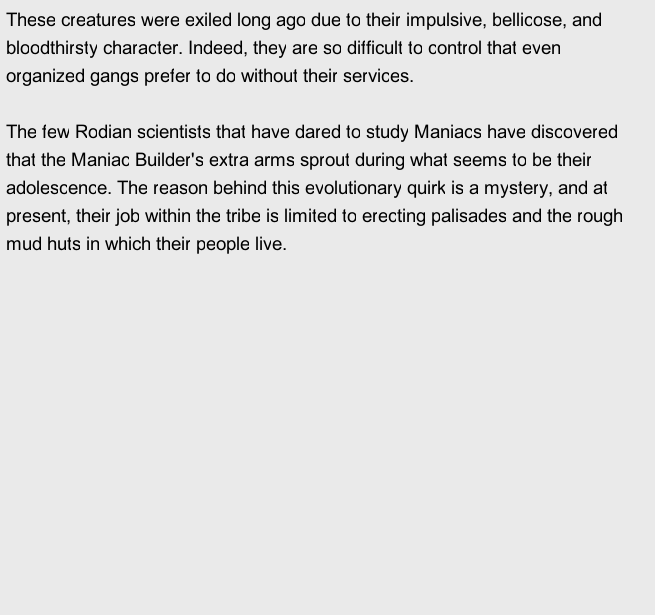 These creatures were exiled long ago due to their impulsive, bellicose, and
bloodthirsty character. Indeed, they are so difficult to control that even
organized gangs prefer to do without their services.

The few Rodian scientists that have dared to study Maniacs have discovered
that the Maniac Builder's extra arms sprout during what seems to be their
adolescence. The reason behind this evolutionary quirk is a mystery, and at
present, their job within the tribe is limited to erecting palisades and the rough
mud huts in which their people live.